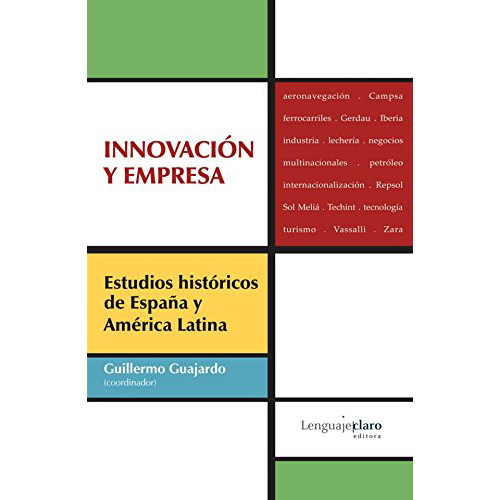 INNOVACIÓN
Y EMPRESA
aeronavegación . Campsa
ferrocarriles . Gerdau . Iberia
industria . lechería . negocios
multinacionales . petróleo
internacionalización . Repsol
Sol Meliá . Techint . tecnología
turismo . Vassalli . Zara
Estudios históricos
de España y
América Latina
Guillermo Guajardo
(coordinador)
Lenguaje|claro
editora